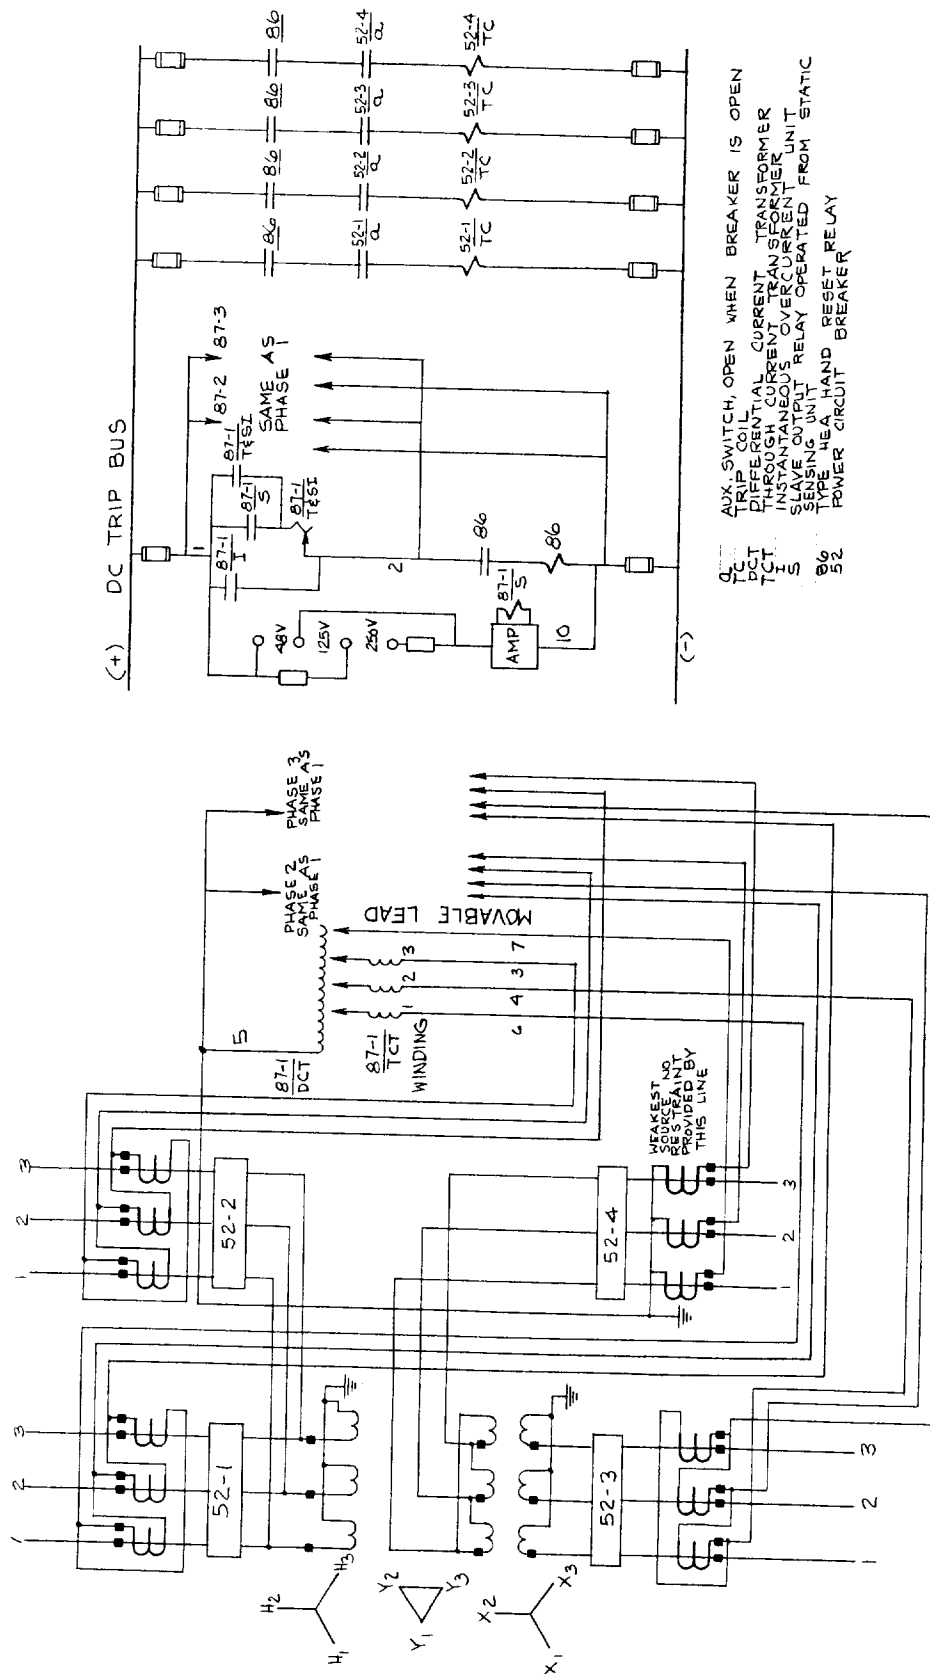 (+) DC TRIP BUS
1
87-1
I
87-1
S
87-1
T&SI
87-1
T&SI
87-2
87-3
SAME AS
PHASE 1
48V
125V
250V
2
86
86
AMP
87-1
S
10
86
86
86
86
52-1
a
52-2
a
52-3
a
52-4
a
52-1
TC
52-2
TC
52-3
TC
52-4
TC
(-)
a AUX. SWITCH, OPEN WHEN BREAKER IS OPEN
TC TRIP COIL
DCT DIFFERENTIAL CURRENT TRANSFORMER
TCT THROUGH CURRENT TRANSFORMER
I INSTANTANEOUS OVERCURRENT UNIT
S SLAVE OUTPUT RELAY OPERATED FROM STATIC
SENSING UNIT
86 TYPE HEA HAND RESET RELAY
52 POWER CIRCUIT BREAKER
5
87-1
DCT
PHASE 2
SAME AS
PHASE 1
PHASE 3
SAME AS
PHASE 1
87-1
TCT
WINDING
1
2
3
MOVABLE LEAD
6
4
3
7
1
2
3
52-1
1
2
3
52-2
H1
H2
H3
Y1
Y2
Y3
X1
X2
X3
52-3
1
2
3
52-4
WEAKEST
SOURCE, NO
RESTRAINT
PROVIDED BY
THIS LINE
1
2
3